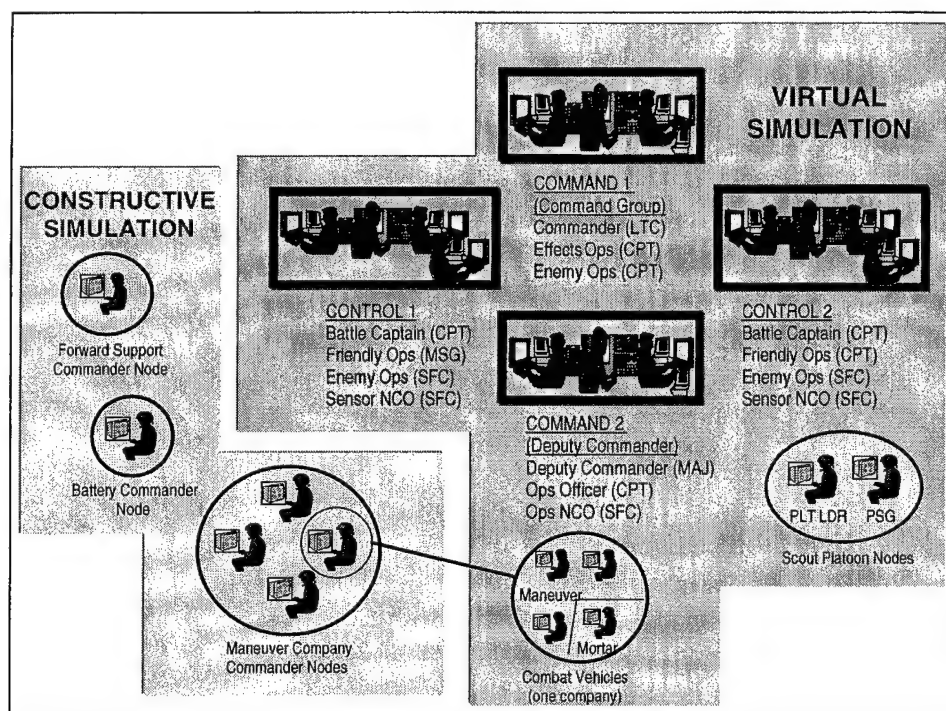 VIRTUAL
SIMULATION
COMMAND 1
(Command Group)
Commander (LTC)
Effects Ops (CPT)
Enemy Ops (CPT)
CONSTRUCTIVE
SIMULATION
Forward Support
Commander Node
Battery Commander
Node
CONTROL 1
Battle Captain (CPT)
Friendly Ops (MSG)
Enemy Ops (SFC)
Sensor NCO (SFC)
CONTROL 2
Battle Captain (CPT)
Friendly Ops (CPT)
Enemy Ops (SFC)
Sensor NCO (SFC)
COMMAND 2
(Deputy Commander)
Deputy Commander (MAJ)
Ops Officer (CPT)
Ops NCO (SFC)
PLT LDR PSG
Scout Platoon Nodes
Maneuver Company
Commander Nodes
Maneuver
Mortar
Combat Vehicles
(one company)